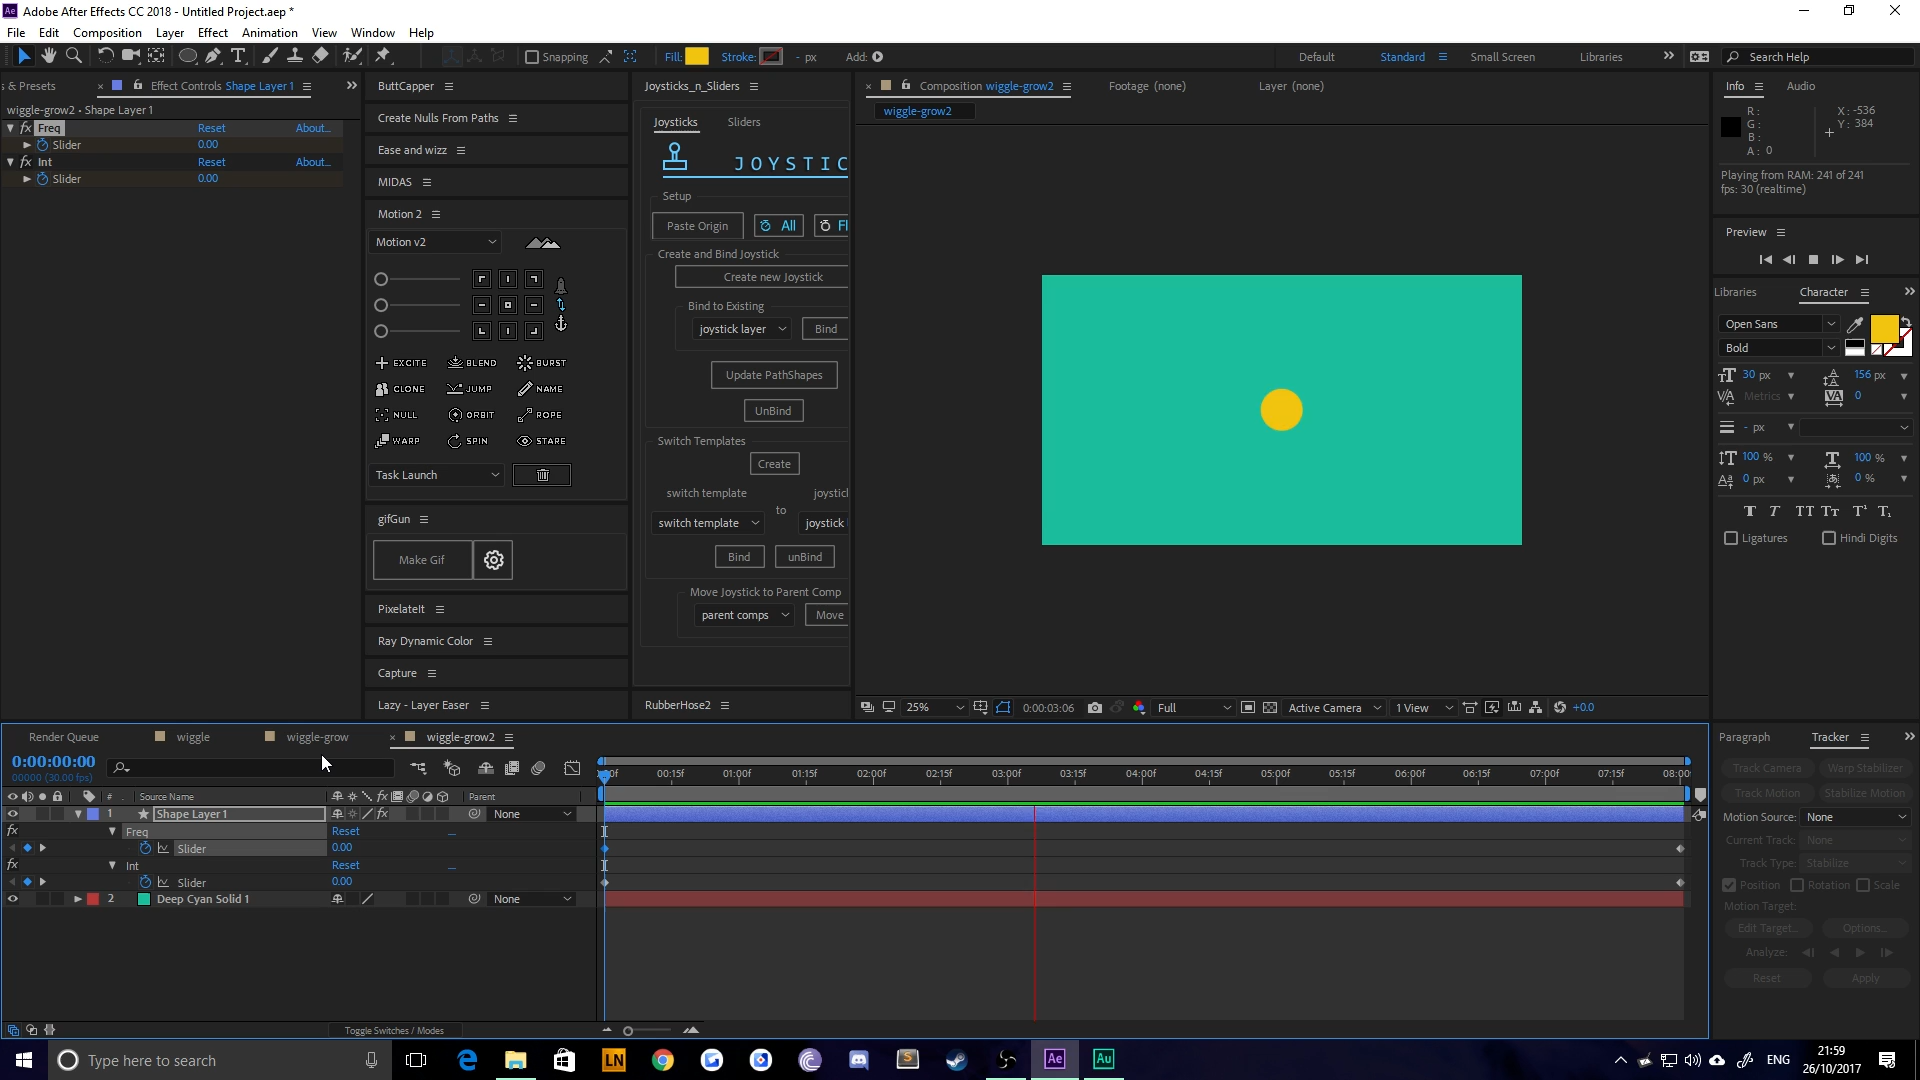 Adobe After Effects CC 2018 - Untitled Project.aep *
File Edit Composition Layer Effect Animation View Window Help
Snapping Fill: Stroke: - px Add: Default Standard Small Screen Libraries Search Help
s & Presets Effect Controls Shape Layer 1
wiggle-grow2 • Shape Layer 1
fx Freq Reset About...
Slider 0.00
fx Int Reset About...
Slider 0.00
ButtCapper
Create Nulls From Paths
Ease and wizz
MIDAS
Motion 2
Motion v2
EXCITE BLEND BURST
CLONE JUMP NAME
NULL ORBIT ROPE
WARP SPIN STARE
Task Launch
gifGun
Make Gif
PixelateIt
Ray Dynamic Color
Capture
Lazy - Layer Easer
Joysticks_n_Sliders
Joysticks Sliders
JOYSTIC
Setup
Paste Origin All Fl
Create and Bind Joystick
Create new Joystick
Bind to Existing
joystick layer Bind
Update PathShapes
UnBind
Switch Templates
Create
switch template joystick
to
switch template joystick
Bind unBind
Move Joystick to Parent Comp
parent comps Move
RubberHose2
Composition wiggle-grow2 Footage (none) Layer (none)
wiggle-grow2
25% 0:00:03:06 Full Active Camera 1 View +0.0
Info Audio
R: X: -536
G: Y: 384
B:
A: 0
Playing from RAM: 241 of 241
fps: 30 (realtime)
Preview
Libraries Character
Open Sans
Bold
30 px 156 px
Metrics 0
- px
100 % 100 %
0 px 0 %
T T TT Tt T¹ T₁
Ligatures Hindi Digits
Render Queue wiggle wiggle-grow wiggle-grow2
0:00:00:00
00000 (30.00 fps)
# Source Name fx Parent
00f 00:15f 01:00f 01:15f 02:00f 02:15f 03:00f 03:15f 04:00f 04:15f 05:00f 05:15f 06:00f 06:15f 07:00f 07:15f 08:00
1 Shape Layer 1 fx None
fx Freq Reset
Slider 0.00
fx Int Reset
Slider 0.00
2 Deep Cyan Solid 1 None
Toggle Switches / Modes
Paragraph Tracker
Track Camera Warp Stabilizer
Track Motion Stabilize Motion
Motion Source: None
Current Track: None
Track Type: Stabilize
Position Rotation Scale
Motion Target:
Edit Target... Options...
Analyze:
Reset Apply
Type here to search
LN Ae Au
ENG
21:59
26/10/2017